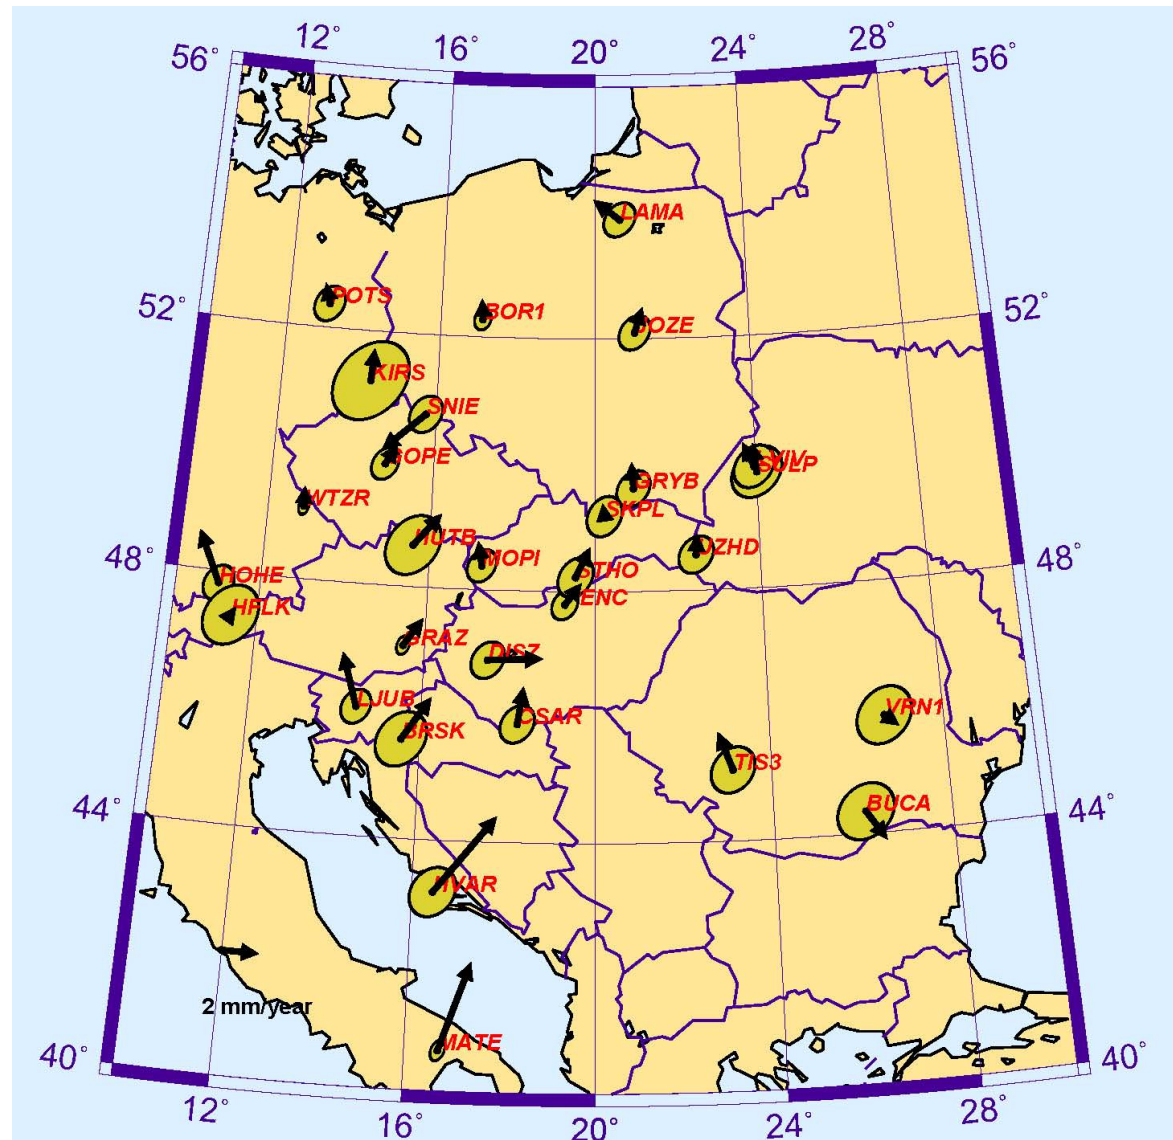 12° 16° 20° 24° 28°
56° 56°
LAMA
POTS
BOR1
52° 52°
JOZE
KIRS
SNIE
GOPE
SULP
GRYB
WTZR
SKPL
HUTB
UZHD
48° 48°
MOPI
STHO
HOHE
PENC
HFLK
GRAZ
DISZ
LJUB
VRN1
CSAR
BRSK
TIS3
44° 44°
BUCA
HVAR
2 mm/year
MATE
40° 40°
12° 16° 20° 24° 28°